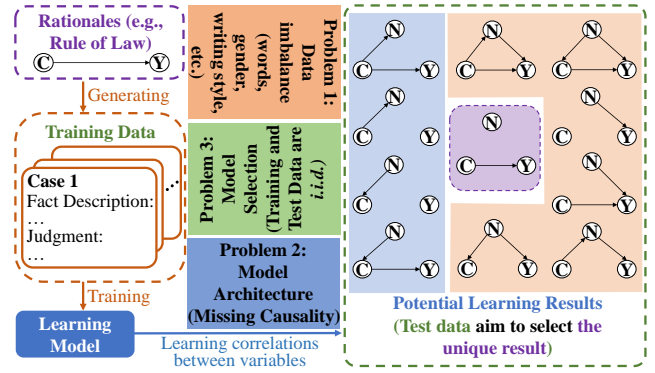 Rationales (e.g.,
Rule of Law)
C
Y
Generating
Training Data
Case 1
Fact Description:
...
Judgment:
...
...
Training
Learning
Model
Problem 1:
Data
imbalance
(words,
gender,
writing style,
etc.)
Problem 3:
Model
Selection
(Training and
Test Data are
i.i.d.)
Problem 2:
Model
Architecture
(Missing Causality)
Learning correlations
between variables
N
C
Y
N
C
Y
N
C
Y
N
C
Y
N
C
Y
N
C
Y
N
C
Y
N
C
Y
N
C
Y
N
C
Y
N
C
Y
Potential Learning Results
(Test data aim to select the
unique result)